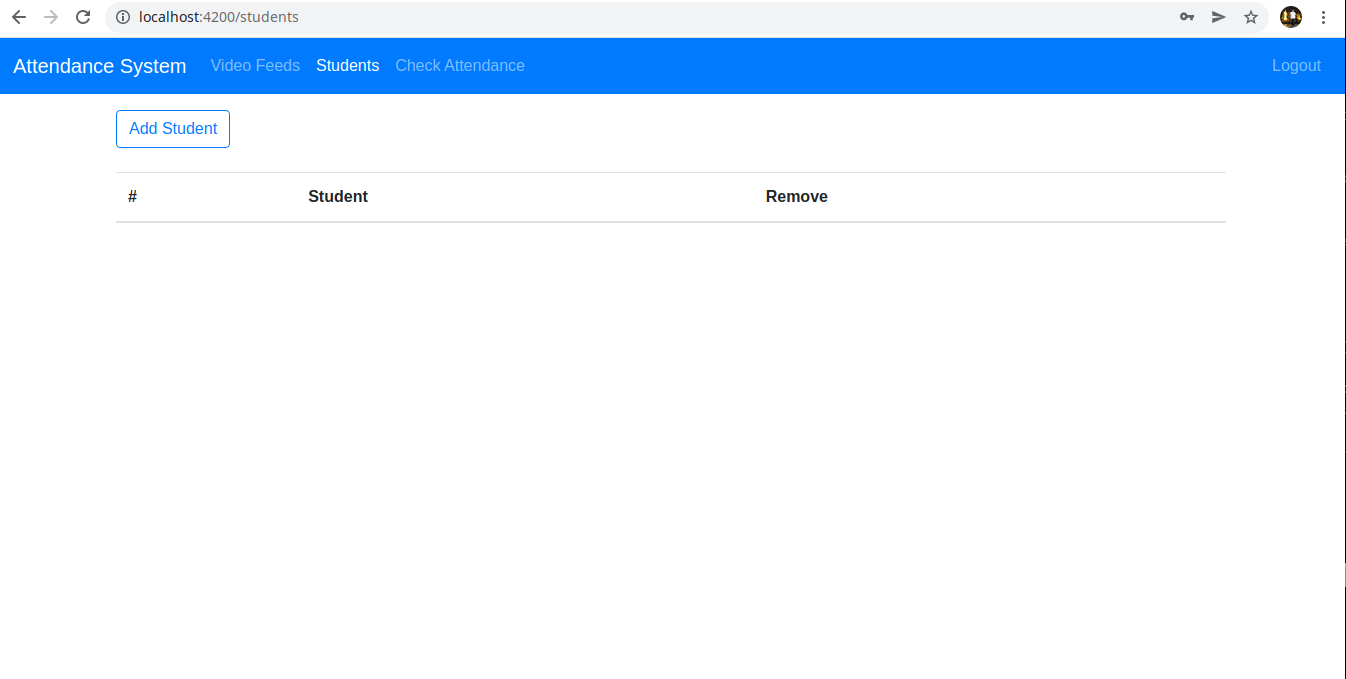 localhost:4200/students
Attendance System Video Feeds Students Check Attendance Logout
Add Student
# Student Remove